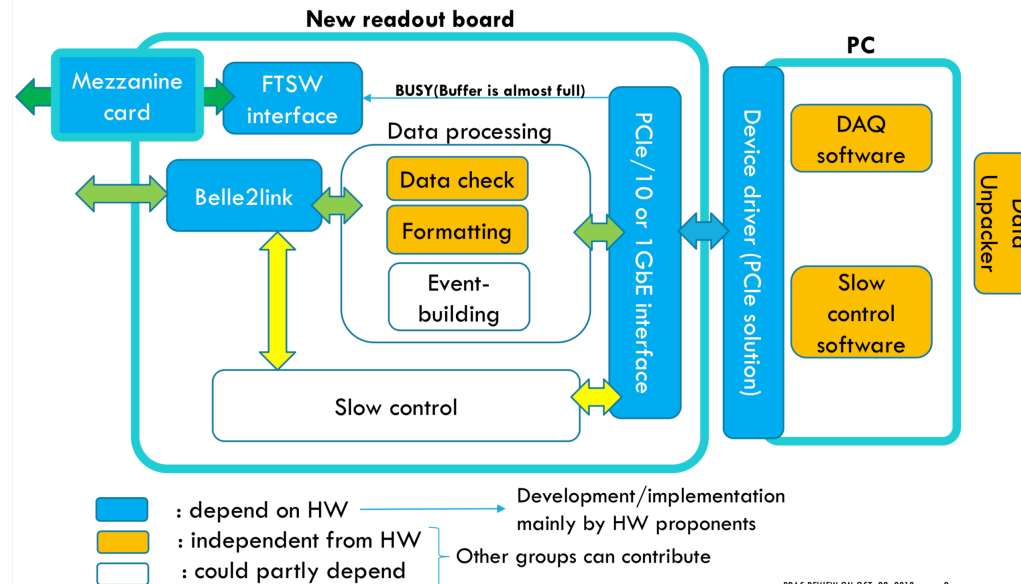 New readout board
PC
Mezzanine
card
FTSW
interface
BUSY(Buffer is almost full)
Data processing
Data check
Formatting
Event-
building
Belle2link
Slow control
PCIe/10 or 1GbE interface
Device driver (PCIe solution)
DAQ
software
Slow
control
software
Data
Unpacker
: depend on HW
Development/implementation
mainly by HW proponents
: independent from HW
Other groups can contribute
: could partly depend